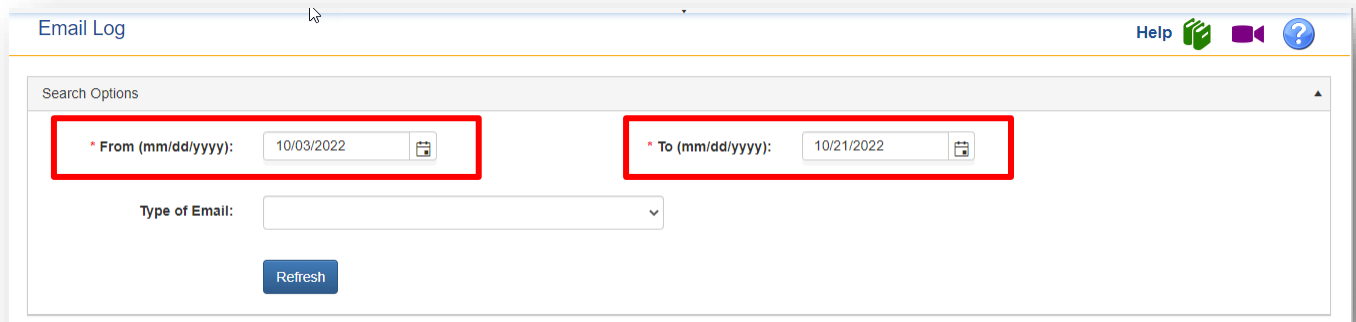 Email Log
Help
Search Options
* From (mm/dd/yyyy): 10/03/2022 * To (mm/dd/yyyy): 10/21/2022
Type of Email:
Refresh